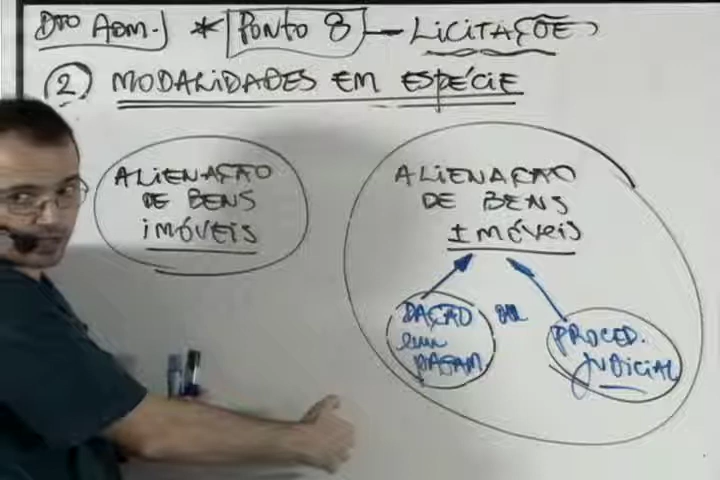 DTO ADM. * PONTO 8 - LICITAÇÕES
2 MODALIDADES EM ESPÉCIE
ALIENAÇÃO
DE BENS
IMÓVEIS
ALIENAÇÃO
DE BENS
IMÓVEIS
DAÇÃO
em
PAGAM
OU
PROCED.
JUDICIAL